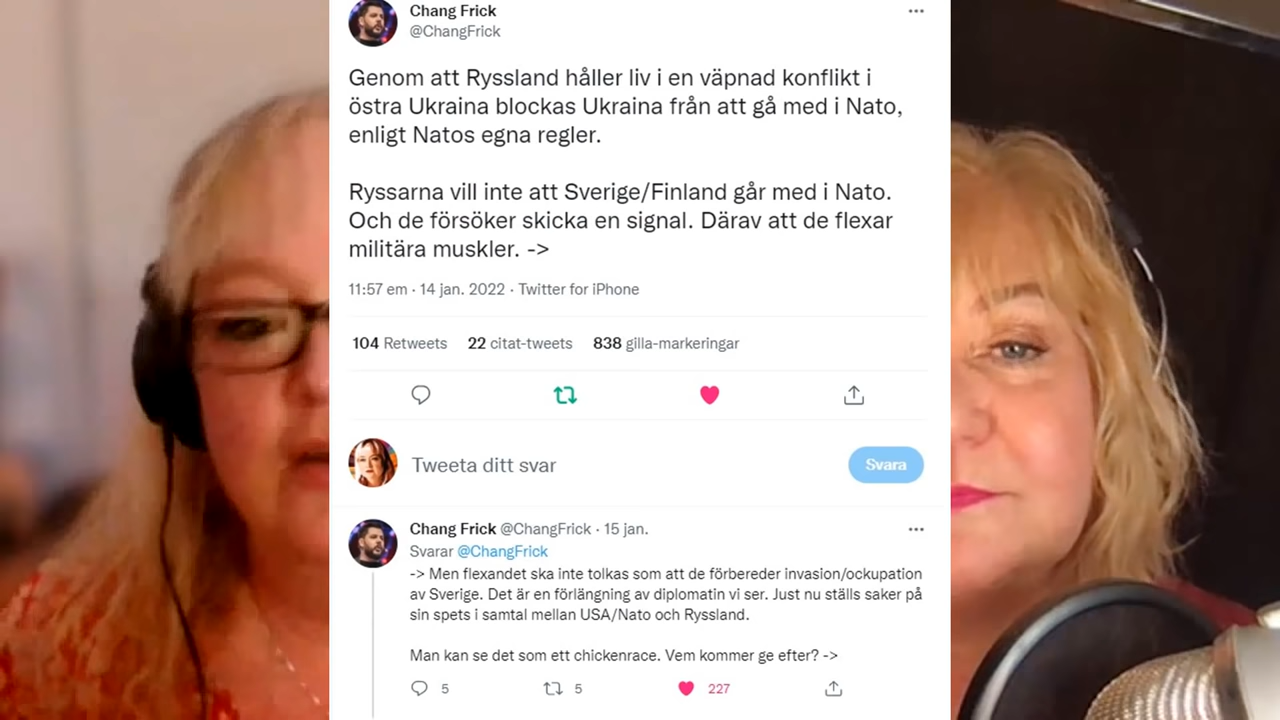 Chang Frick
@ChangFrick
Genom att Ryssland håller liv i en väpnad konflikt i
östra Ukraina blockas Ukraina från att gå med i Nato,
enligt Natos egna regler.
Ryssarna vill inte att Sverige/Finland går med i Nato.
Och de försöker skicka en signal. Därav att de flexar
militära muskler. ->
11:57 em · 14 jan. 2022 · Twitter for iPhone
104 Retweets 22 citat-tweets 838 gilla-markeringar
Tweeta ditt svar
Svara
Chang Frick @ChangFrick · 15 jan.
Svarar @ChangFrick
-> Men flexandet ska inte tolkas som att de förbereder invasion/ockupation
av Sverige. Det är en förlängning av diplomatin vi ser. Just nu ställs saker på
sin spets i samtal mellan USA/Nato och Ryssland.
Man kan se det som ett chickenrace. Vem kommer ge efter? ->
5 5 227